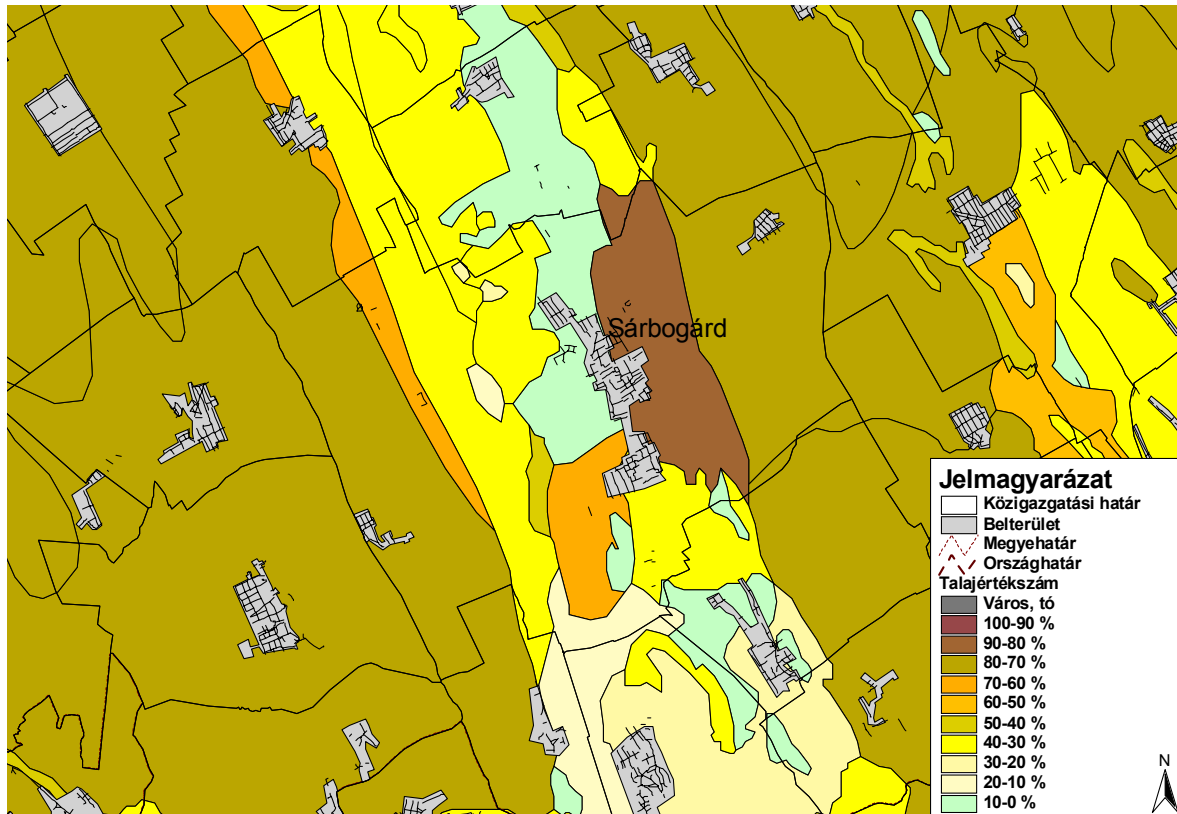 Sárbogárd
Jelmagyarázat
Közigazgatási határ
Belterület
Megyehatár
Országhatár
Talajértékszám
Város, tó
100-90 %
90-80 %
80-70 %
70-60 %
60-50 %
50-40 %
40-30 %
30-20 %
20-10 %
10-0 %
N